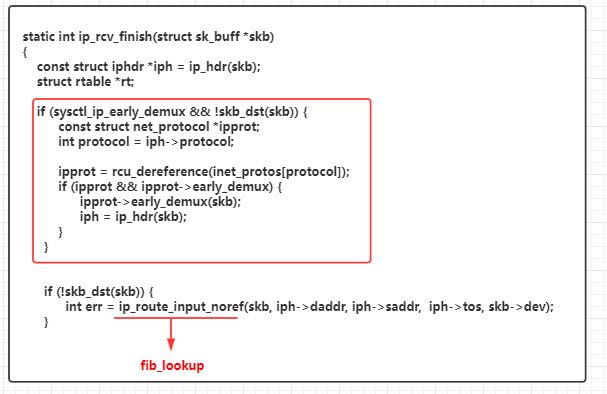 static int ip_rcv_finish(struct sk_buff *skb)
{
const struct iphdr *iph = ip_hdr(skb);
struct rtable *rt;
if (sysctl_ip_early_demux && !skb_dst(skb)) {
const struct net_protocol *ipprot;
int protocol = iph->protocol;
ipprot = rcu_dereference(inet_protos[protocol]);
if (ipprot && ipprot->early_demux) {
ipprot->early_demux(skb);
iph = ip_hdr(skb);
}
}
if (!skb_dst(skb)) {
int err = ip_route_input_noref(skb, iph->daddr, iph->saddr, iph->tos, skb->dev);
}
fib_lookup